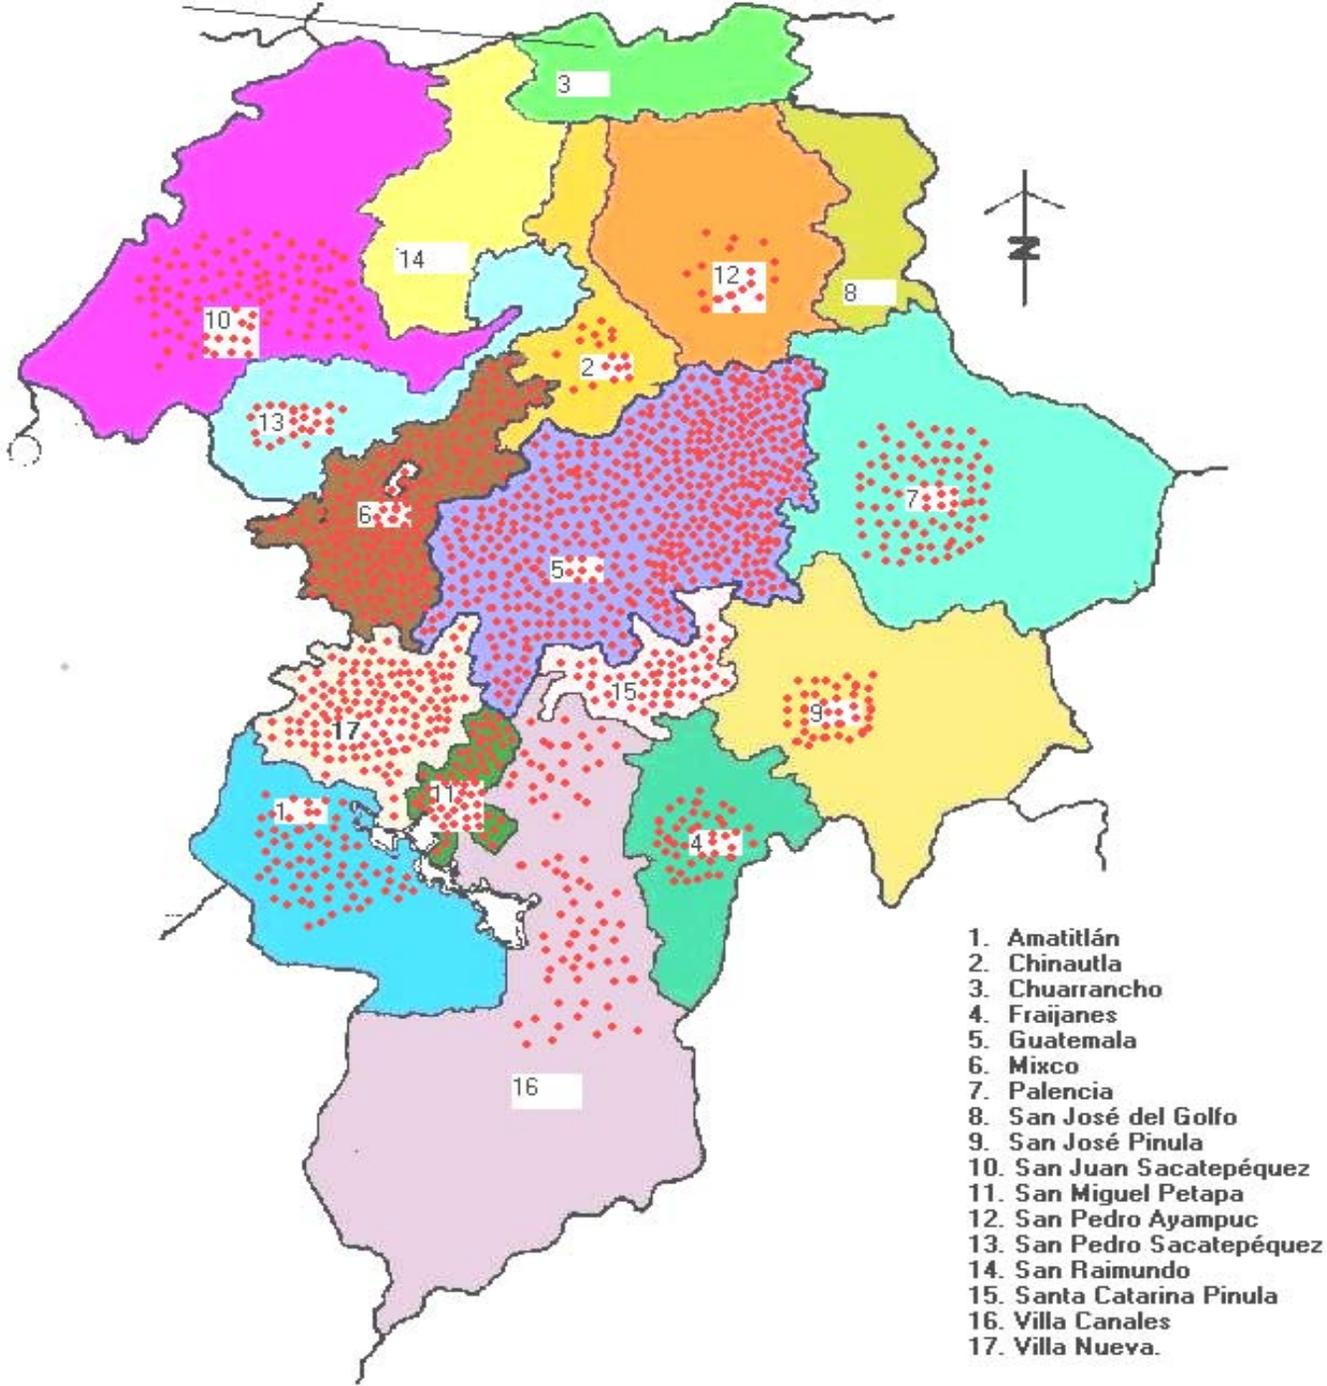 3
14
12
8
10
2
13
7
6
5
15
9
17
11
1
4
16
N
1. Amatitlán
2. Chinautla
3. Chuarrancho
4. Fraijanes
5. Guatemala
6. Mixco
7. Palencia
8. San José del Golfo
9. San José Pinula
10. San Juan Sacatepéquez
11. San Miguel Petapa
12. San Pedro Ayampuc
13. San Pedro Sacatepéquez
14. San Raimundo
15. Santa Catarina Pinula
16. Villa Canales
17. Villa Nueva.